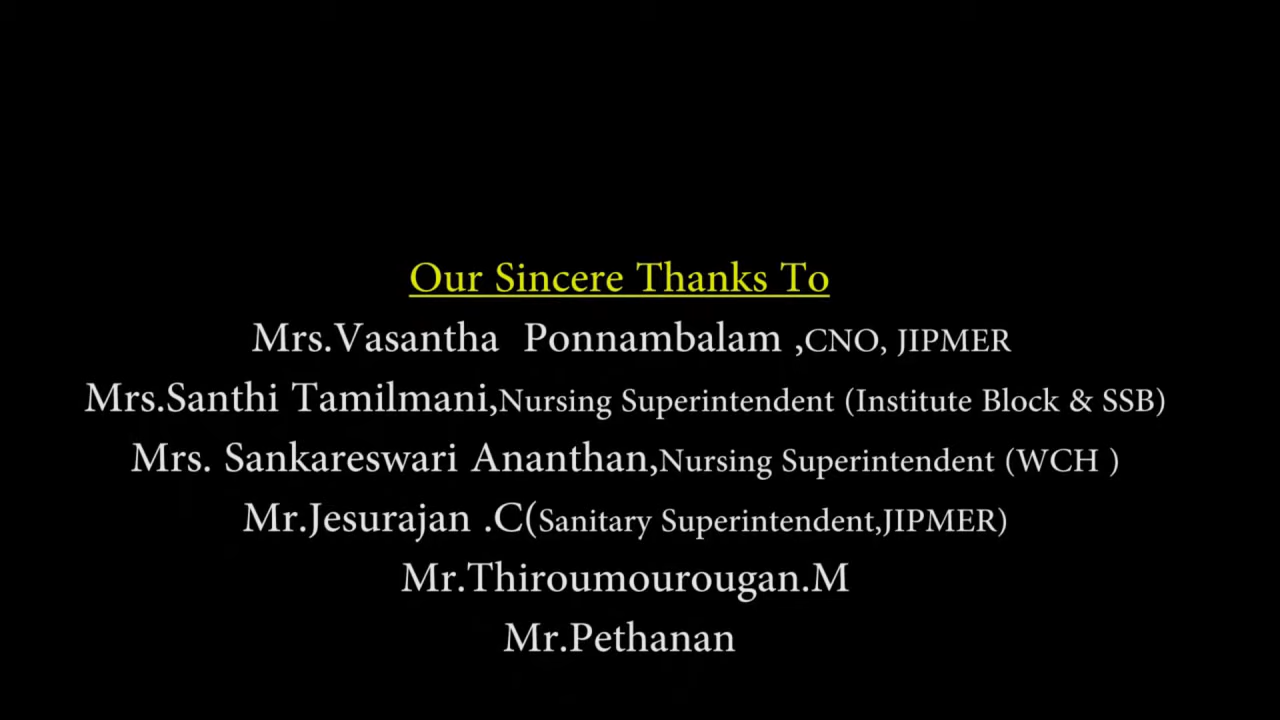 Our Sincere Thanks To
Mrs.Vasantha  Ponnambalam ,CNO, JIPMER
Mrs.Santhi Tamilmani,Nursing Superintendent (Institute Block & SSB)
Mrs. Sankareswari Ananthan,Nursing Superintendent (WCH )
Mr.Jesurajan .C(Sanitary Superintendent,JIPMER)
Mr.Thiroumourougan.M
Mr.Pethanan